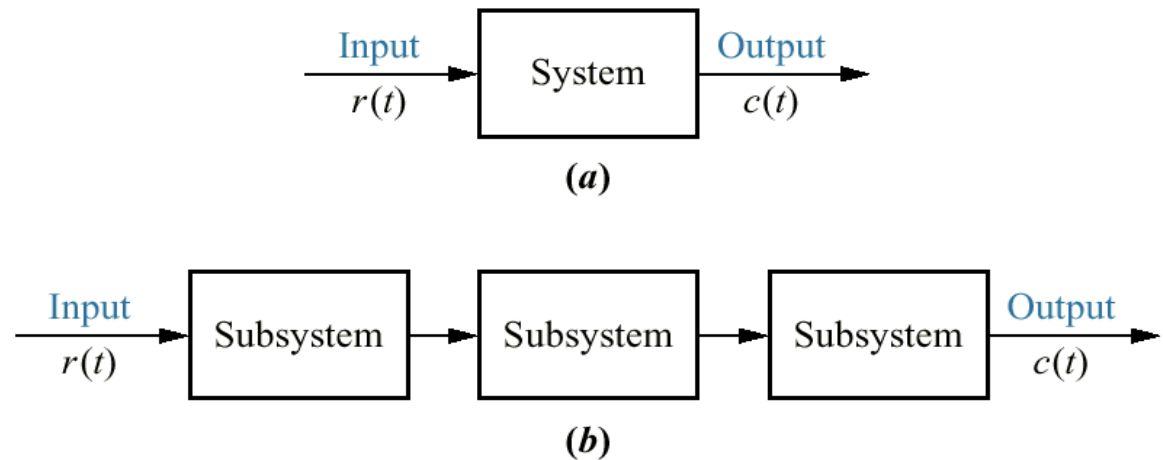 Input Output
System
r(t) c(t)
(a)
Input Output
Subsystem Subsystem Subsystem
r(t) c(t)
(b)